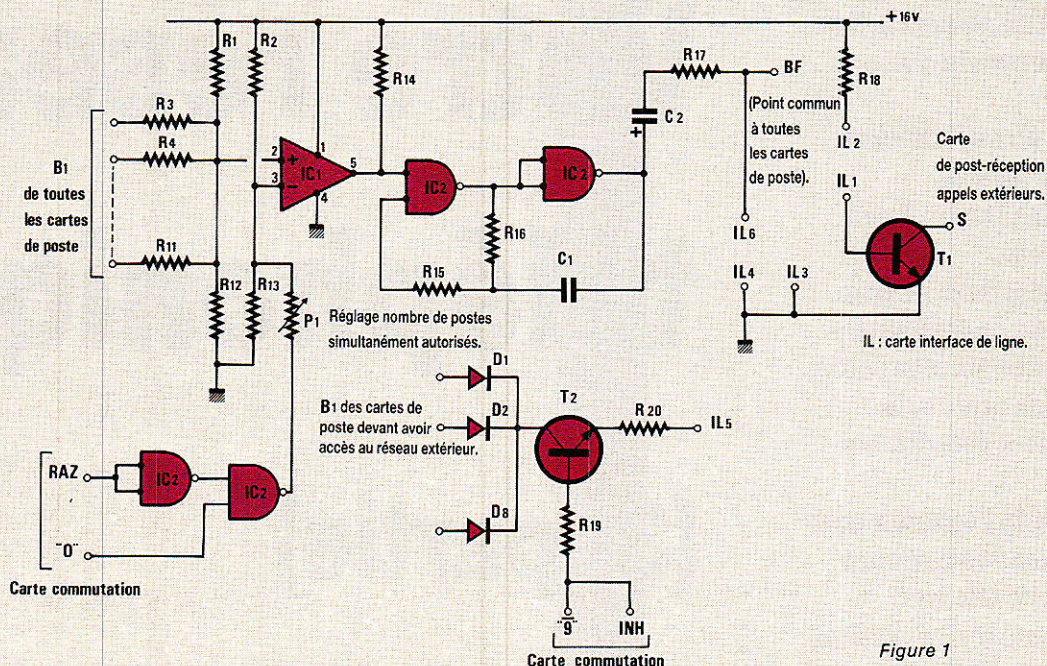 +16v
R1
R2
R14
R17
BF
R18
R3
R4
C2
(Point commun
à toutes
les cartes
de poste).
IL2
Carte
de post-réception
appels extérieurs.
B1
de toutes
les cartes
de poste
2
+
3
−
IC1
1
4
5
IC2
IC2
IL1
S
T1
R16
IL6
R11
R15
C1
IL4
IL3
R12
R13
P1
Réglage nombre de postes
simultanément autorisés.
IL : carte interface de ligne.
D1
B1 des cartes de
poste devant avoir
accès au réseau extérieur.
D2
T2
R20
IL5
RAZ
IC2
IC2
D8
R19
"0"
Carte commutation
"9"
INH
Carte commutation
Figure 1